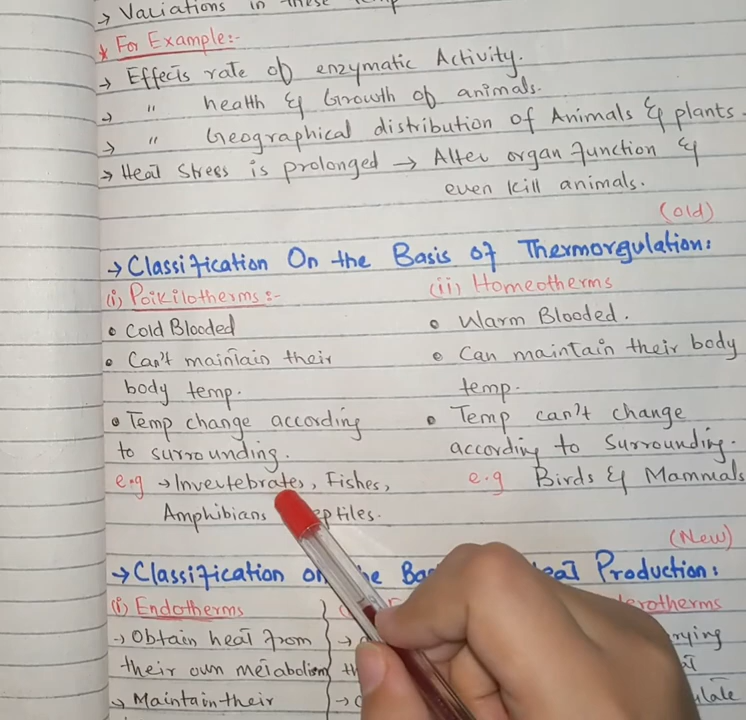 → Variations in these
* For Example:-
→ Effects rate of enzymatic Activity.
→ " health & Growth of animals.
→ " Geographical distribution of Animals & plants.
→ Heat Stress is prolonged → Alter organ function &
even kill animals.
(old)
→ Classification On the Basis of Thermoregulation:
(i) Poikilotherms:-
• Cold Blooded
• Can't maintain their
body temp.
• Temp change according
to surrounding.
e.g → Invertebrates, Fishes,
Amphibians
(ii) Homeotherms
• Warm Blooded.
• Can maintain their body
temp.
• Temp can't change
according to surrounding.
e.g Birds & Mammals
(New)
→ Classification on the Production:
(i) Endotherms
→ Obtain heat from
their own metabolism
→ Maintain their